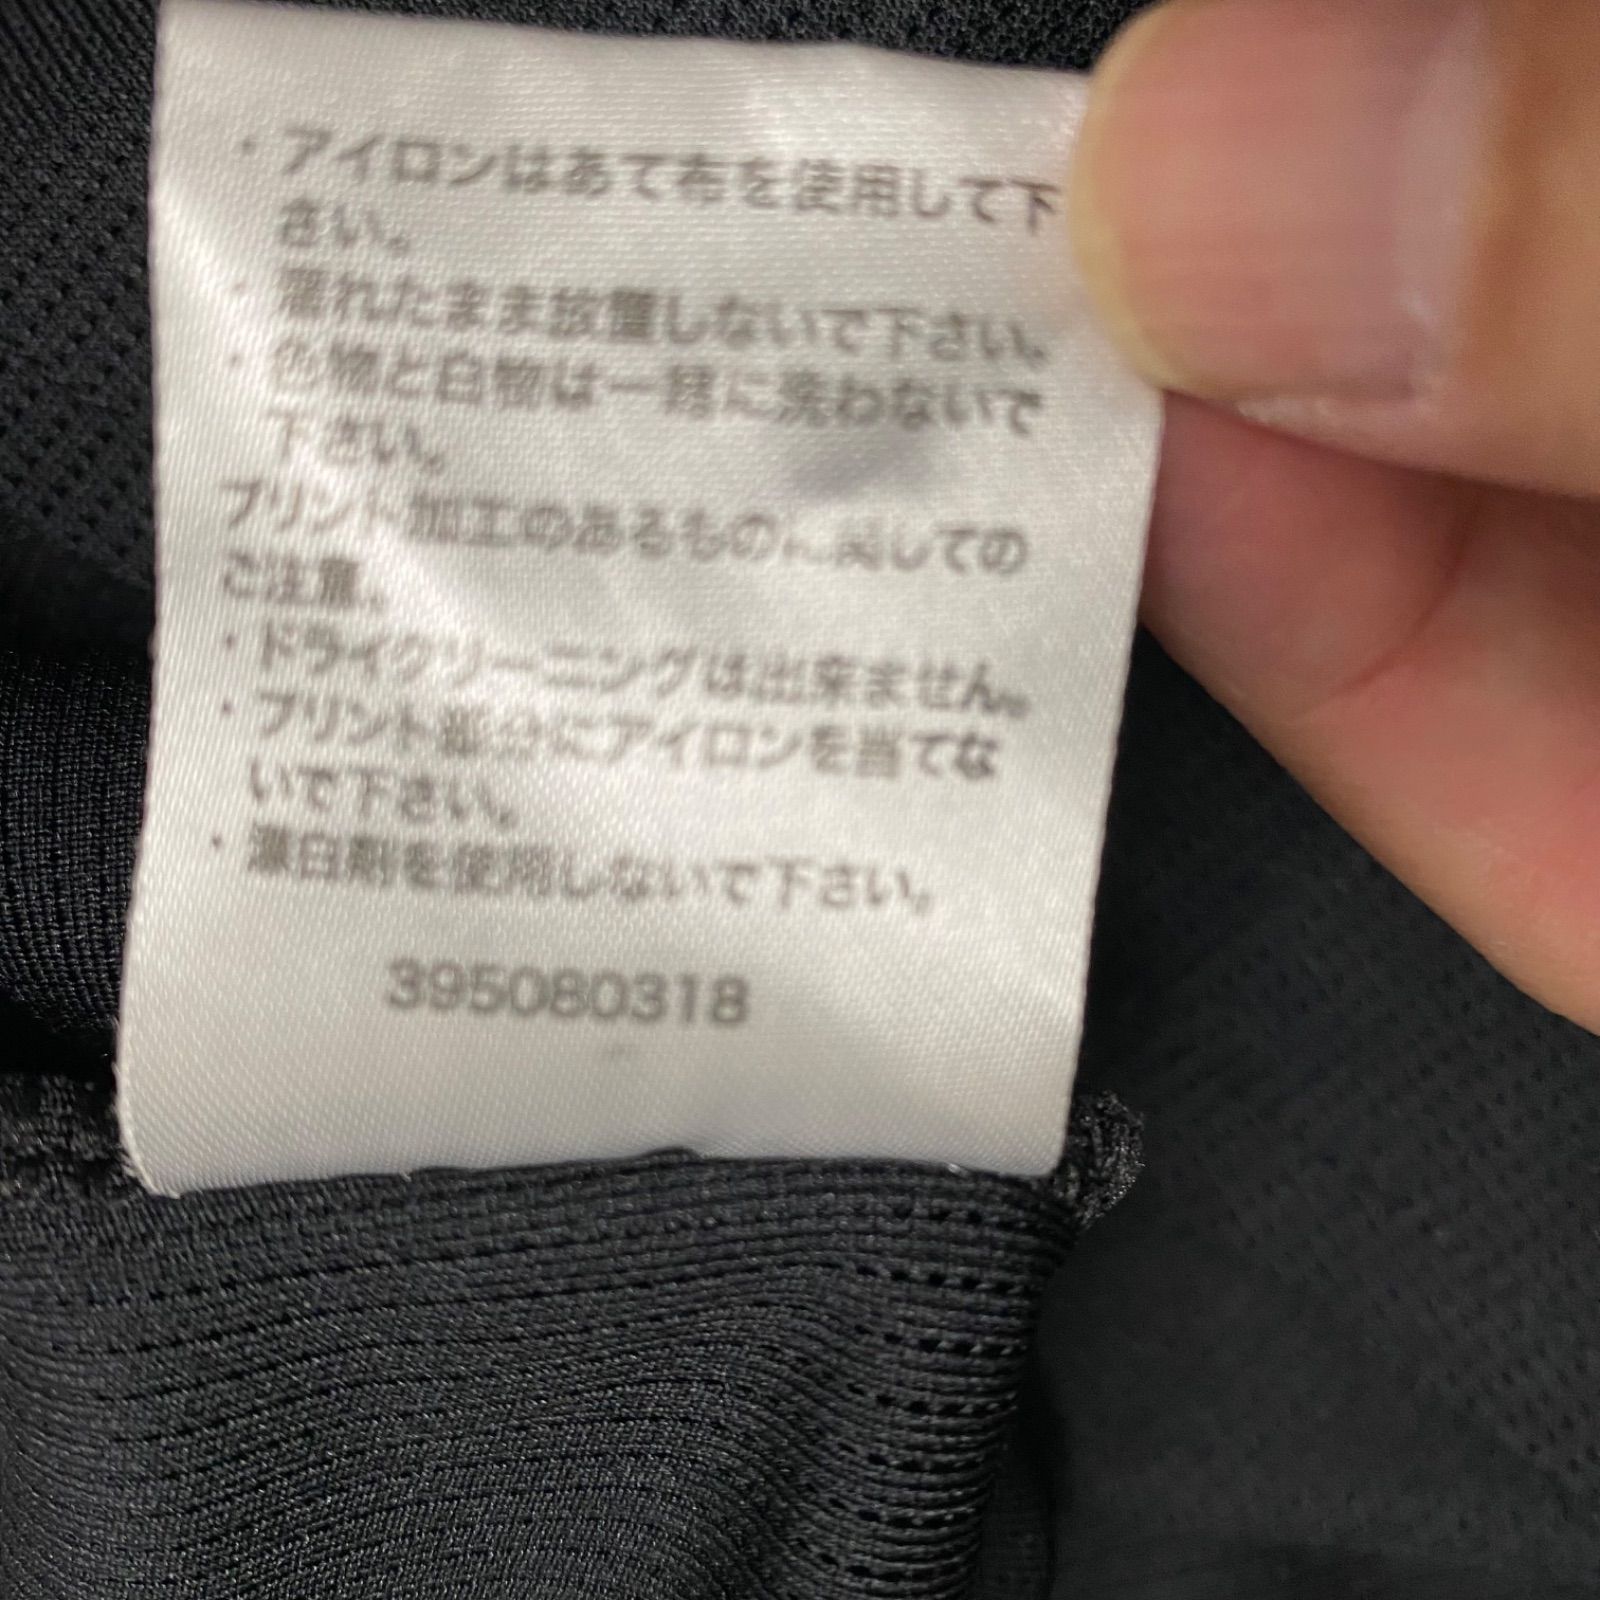 ・アイロンはあて布を使用して下
さい。
・濡れたまま放置しないで下さい。
・色物と白物は一緒に洗わないで
下さい。
プリント加工のあるものに関しての
ご注意。
・ドライクリーニングは出来ません。
・プリント部分にアイロンを当てな
いで下さい。
・漂白剤を使用しないで下さい。
395080318